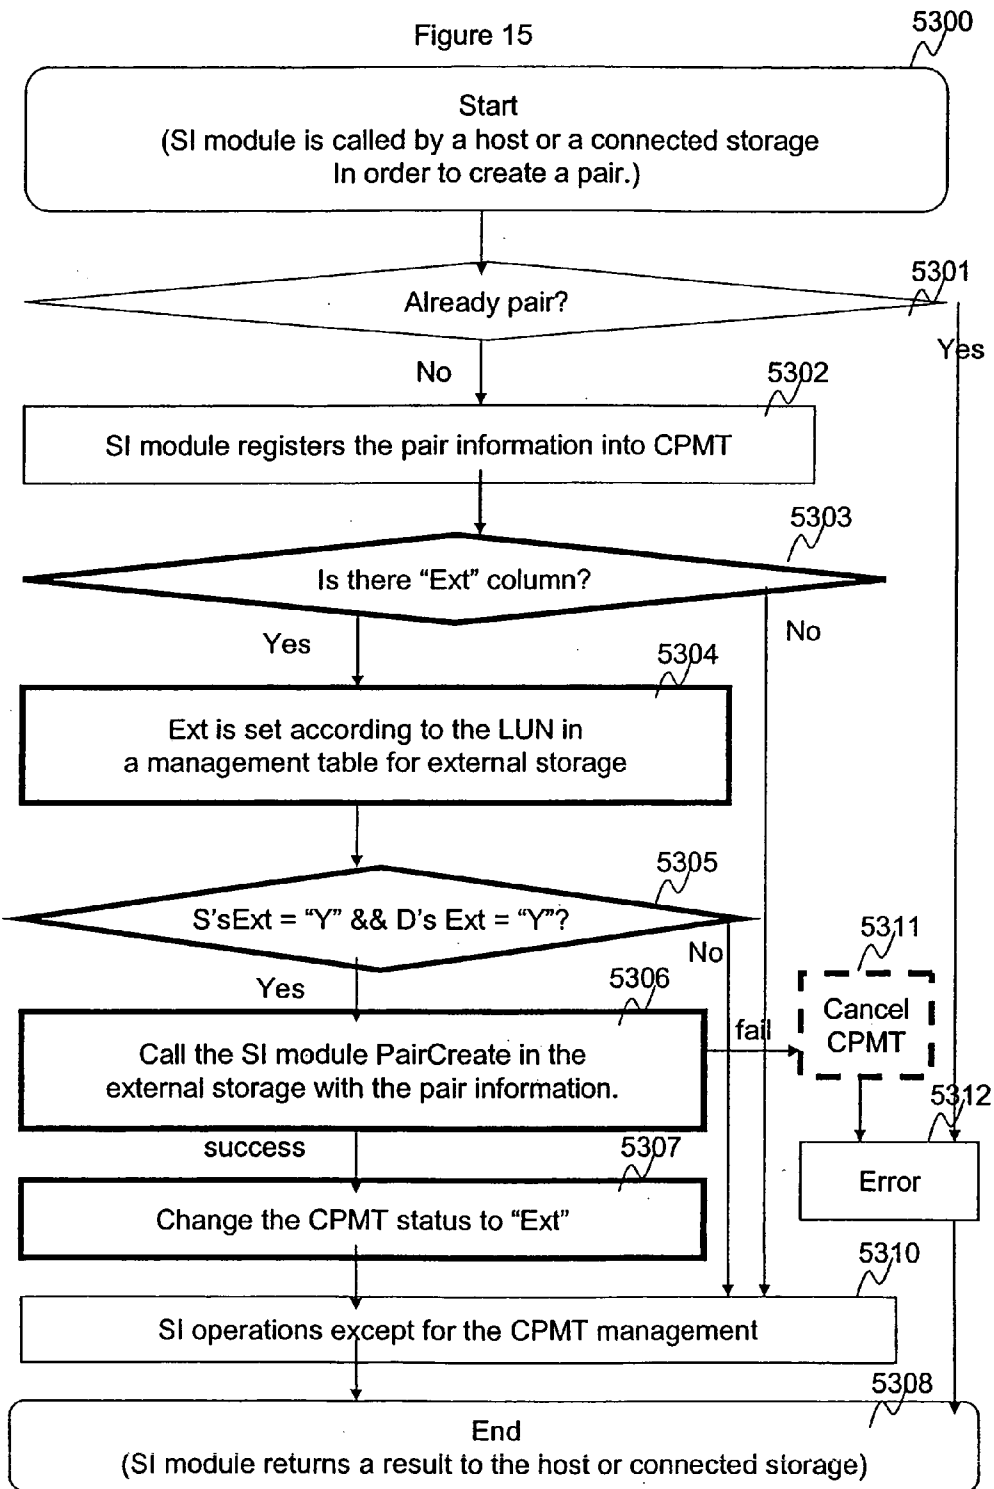 Figure 15
5300
Start
(SI module is called by a host or a connected storage
In order to create a pair.)
5301
Already pair?
Yes
No
5302
SI module registers the pair information into CPMT
5303
Is there “Ext” column?
Yes
No
5304
Ext is set according to the LUN in
a management table for external storage
5305
S'sExt = “Y” && D's Ext = “Y”?
No
Yes
5306
Call the SI module PairCreate in the
external storage with the pair information.
fail
5311
Cancel
CPMT
success
5312
Error
5307
Change the CPMT status to “Ext”
5310
SI operations except for the CPMT management
5308
End
(SI module returns a result to the host or connected storage)